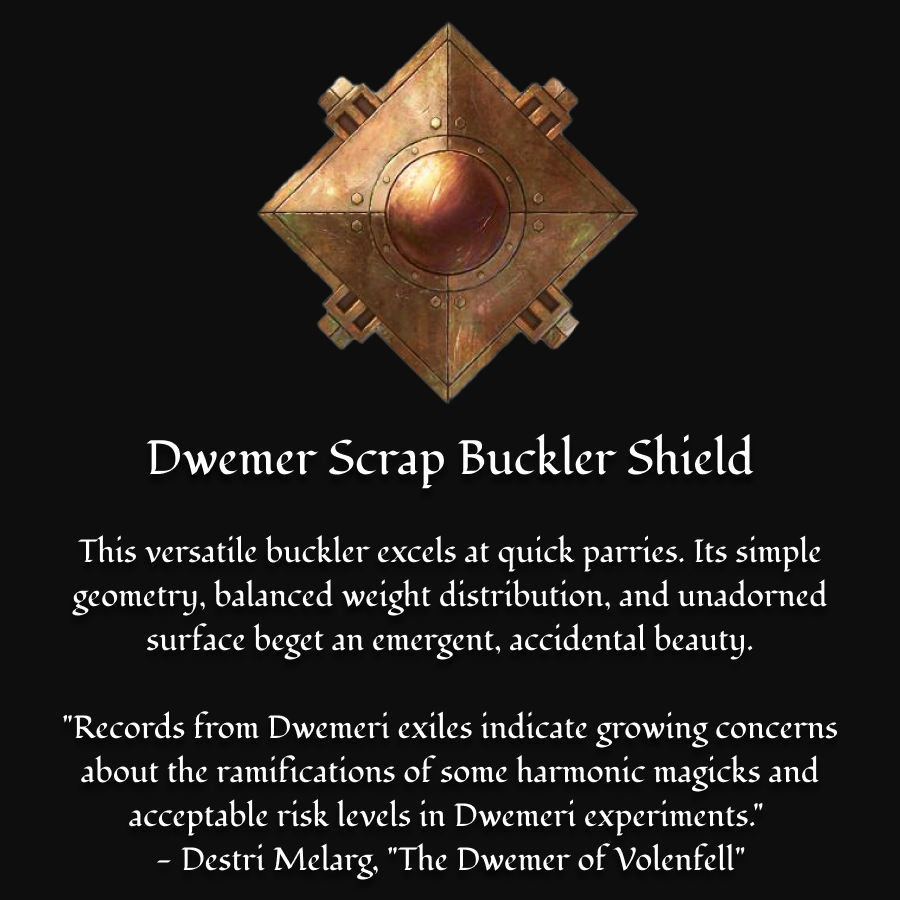 Dwemer Scrap Buckler Shield
This versatile buckler excels at quick parries. Its simple
geometry, balanced weight distribution, and unadorned
surface beget an emergent, accidental beauty.
"Records from Dwemeri exiles indicate growing concerns
about the ramifications of some harmonic magicks and
acceptable risk levels in Dwemeri experiments."
- Destri Melarg, "The Dwemer of Volenfell"